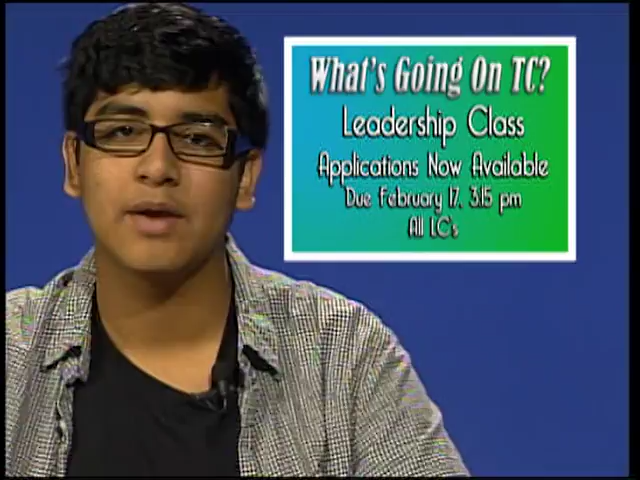 What's Going On TC?
Leadership Class
Applications Now Available
Due February 17, 3:15 pm
All LC's